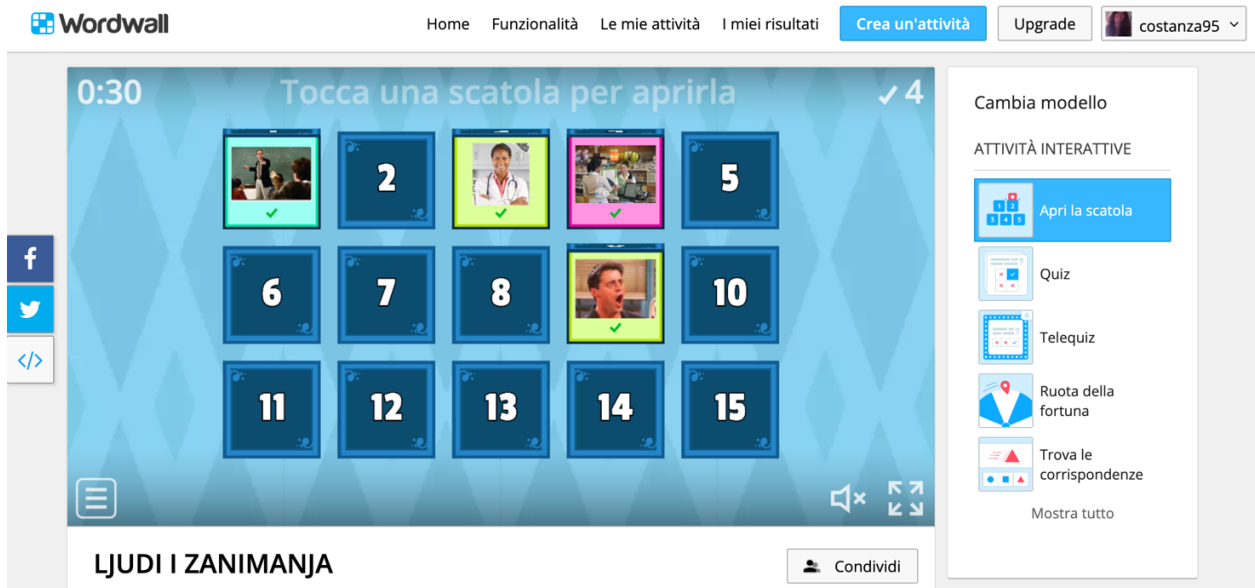 Wordwall
Home Funzionalità Le mie attività I miei risultati Crea un'attività Upgrade costanza95
0:30 Tocca una scatola per aprirla 4
2 5
6 7 8 10
11 12 13 14 15
LJUDI I ZANIMANJA
Condividi
Cambia modello
ATTIVITÀ INTERATTIVE
Apri la scatola
Quiz
Telequiz
Ruota della
fortuna
Trova le
corrispondenze
Mostra tutto